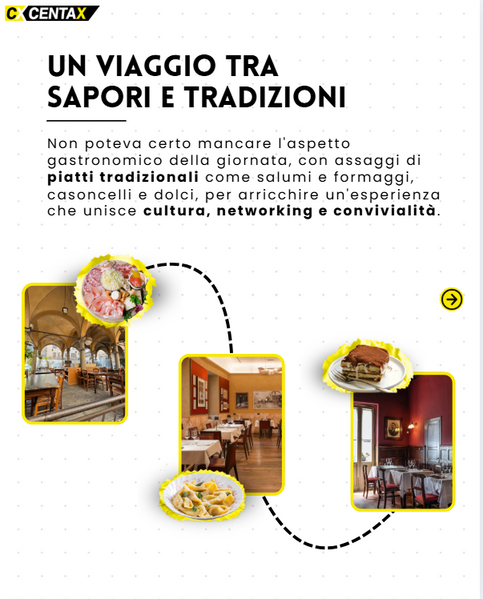 CX CENTAX
UN VIAGGIO TRA
SAPORI E TRADIZIONI
Non poteva certo mancare l'aspetto
gastronomico della giornata, con assaggi di
piatti tradizionali come salumi e formaggi,
casoncelli e dolci, per arricchire un'esperienza
che unisce cultura, networking e convivialità.